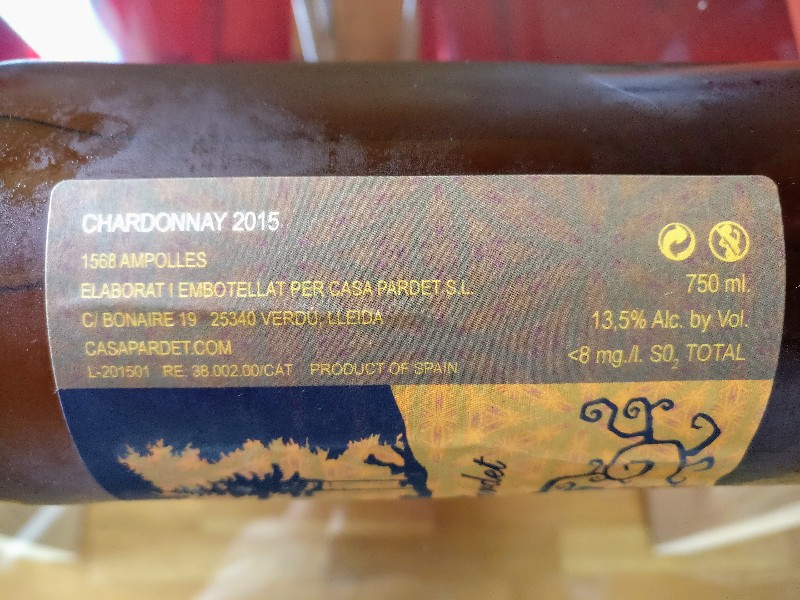 CHARDONNAY 2015
1568 AMPOLLES
ELABORAT I EMBOTELLAT PER CASA PARDET S.L.
C/ BONAIRE 19 25340 VERDÚ, LLEIDA
CASAPARDET.COM
L-201501 RE: 38.002.00/CAT PRODUCT OF SPAIN
750 ml.
13,5% Alc. by Vol.
<8 mg./l. SO₂ TOTAL